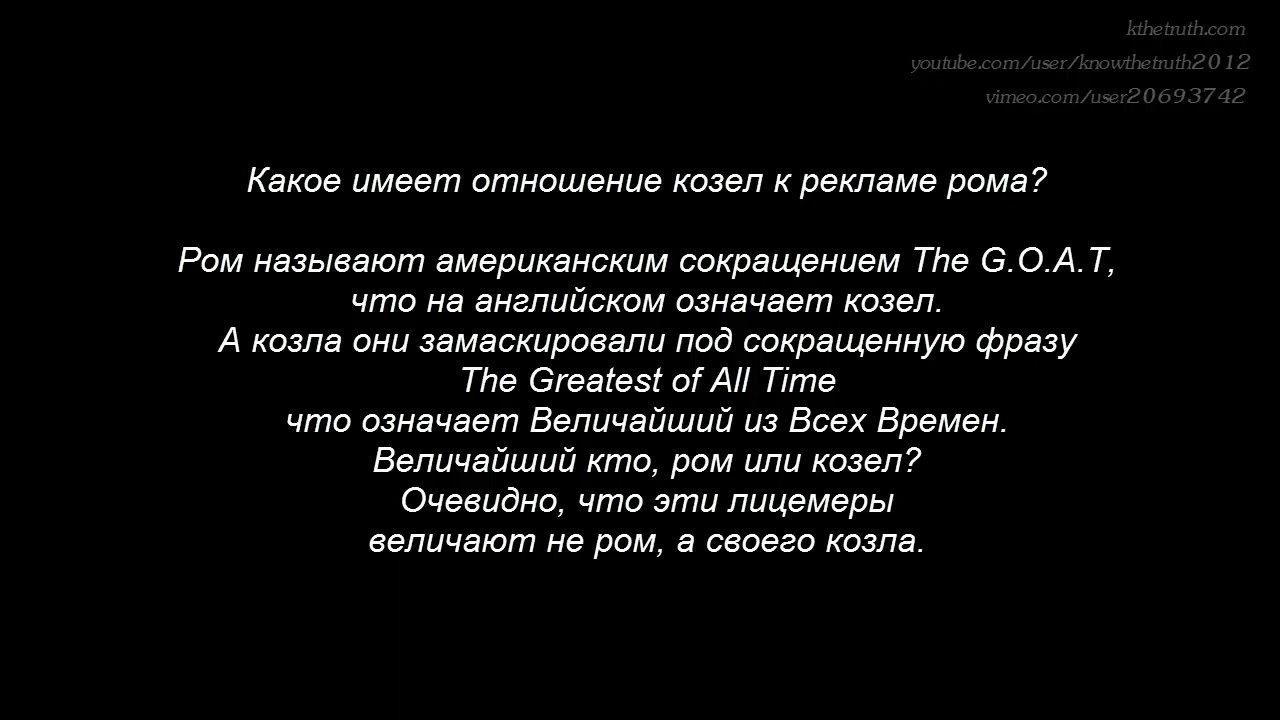 kthetruth.com
youtube.com/user/knowthetruth2012
vimeo.com/user20693742
Какое имеет отношение козел к рекламе рома?
Ром называют американским сокращением The G.O.A.T,
что на английском означает козел.
А козла они замаскировали под сокращенную фразу
The Greatest of All Time
что означает Величайший из Всех Времен.
Величайший кто, ром или козел?
Очевидно, что эти лицемеры
величают не ром, а своего козла.